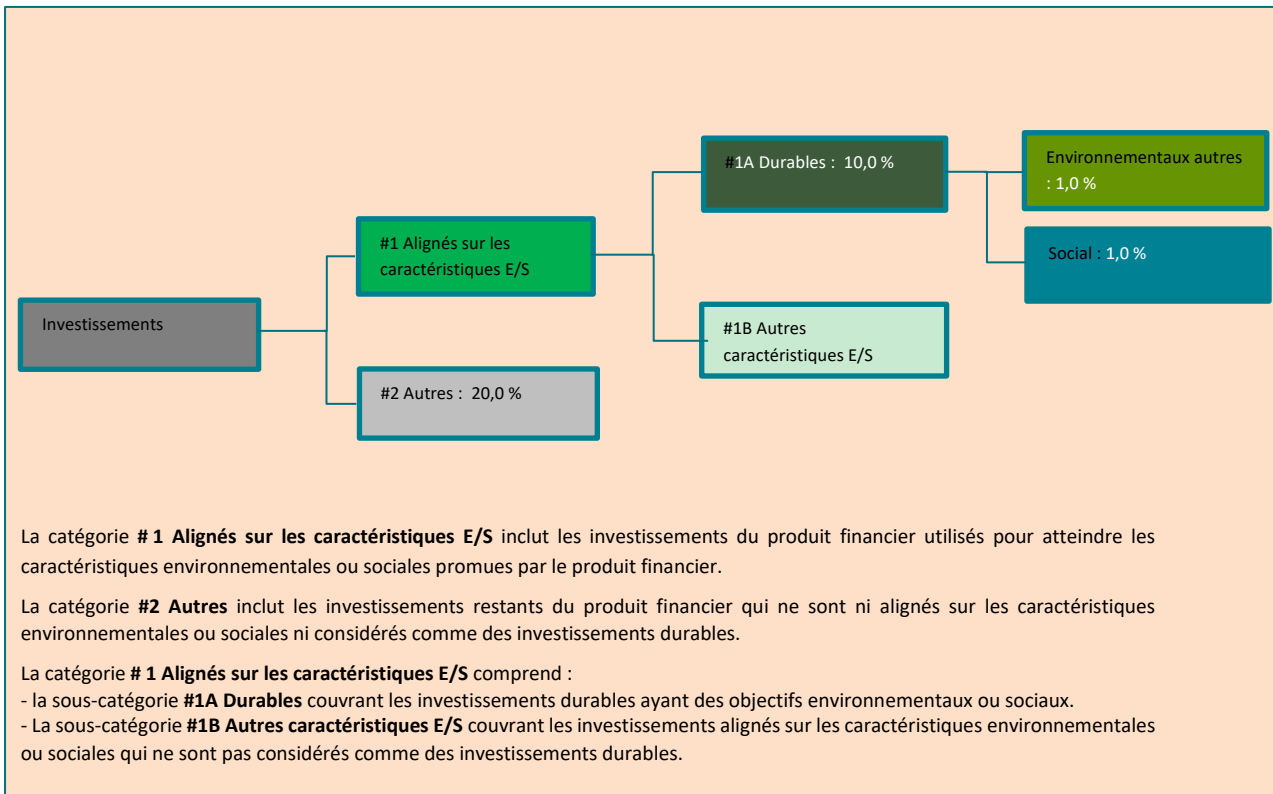 #1A Durables : 10,0 %
Environnementaux autres
: 1,0 %
#1 Alignés sur les
caractéristiques E/S
Social : 1,0 %
Investissements
#1B Autres
caractéristiques E/S
#2 Autres : 20,0 %
La catégorie # 1 Alignés sur les caractéristiques E/S inclut les investissements du produit financier utilisés pour atteindre les
caractéristiques environnementales ou sociales promues par le produit financier.
La catégorie #2 Autres inclut les investissements restants du produit financier qui ne sont ni alignés sur les caractéristiques
environnementales ou sociales ni considérés comme des investissements durables.
La catégorie # 1 Alignés sur les caractéristiques E/S comprend :
- la sous-catégorie #1A Durables couvrant les investissements durables ayant des objectifs environnementaux ou sociaux.
- La sous-catégorie #1B Autres caractéristiques E/S couvrant les investissements alignés sur les caractéristiques environnementales
ou sociales qui ne sont pas considérés comme des investissements durables.